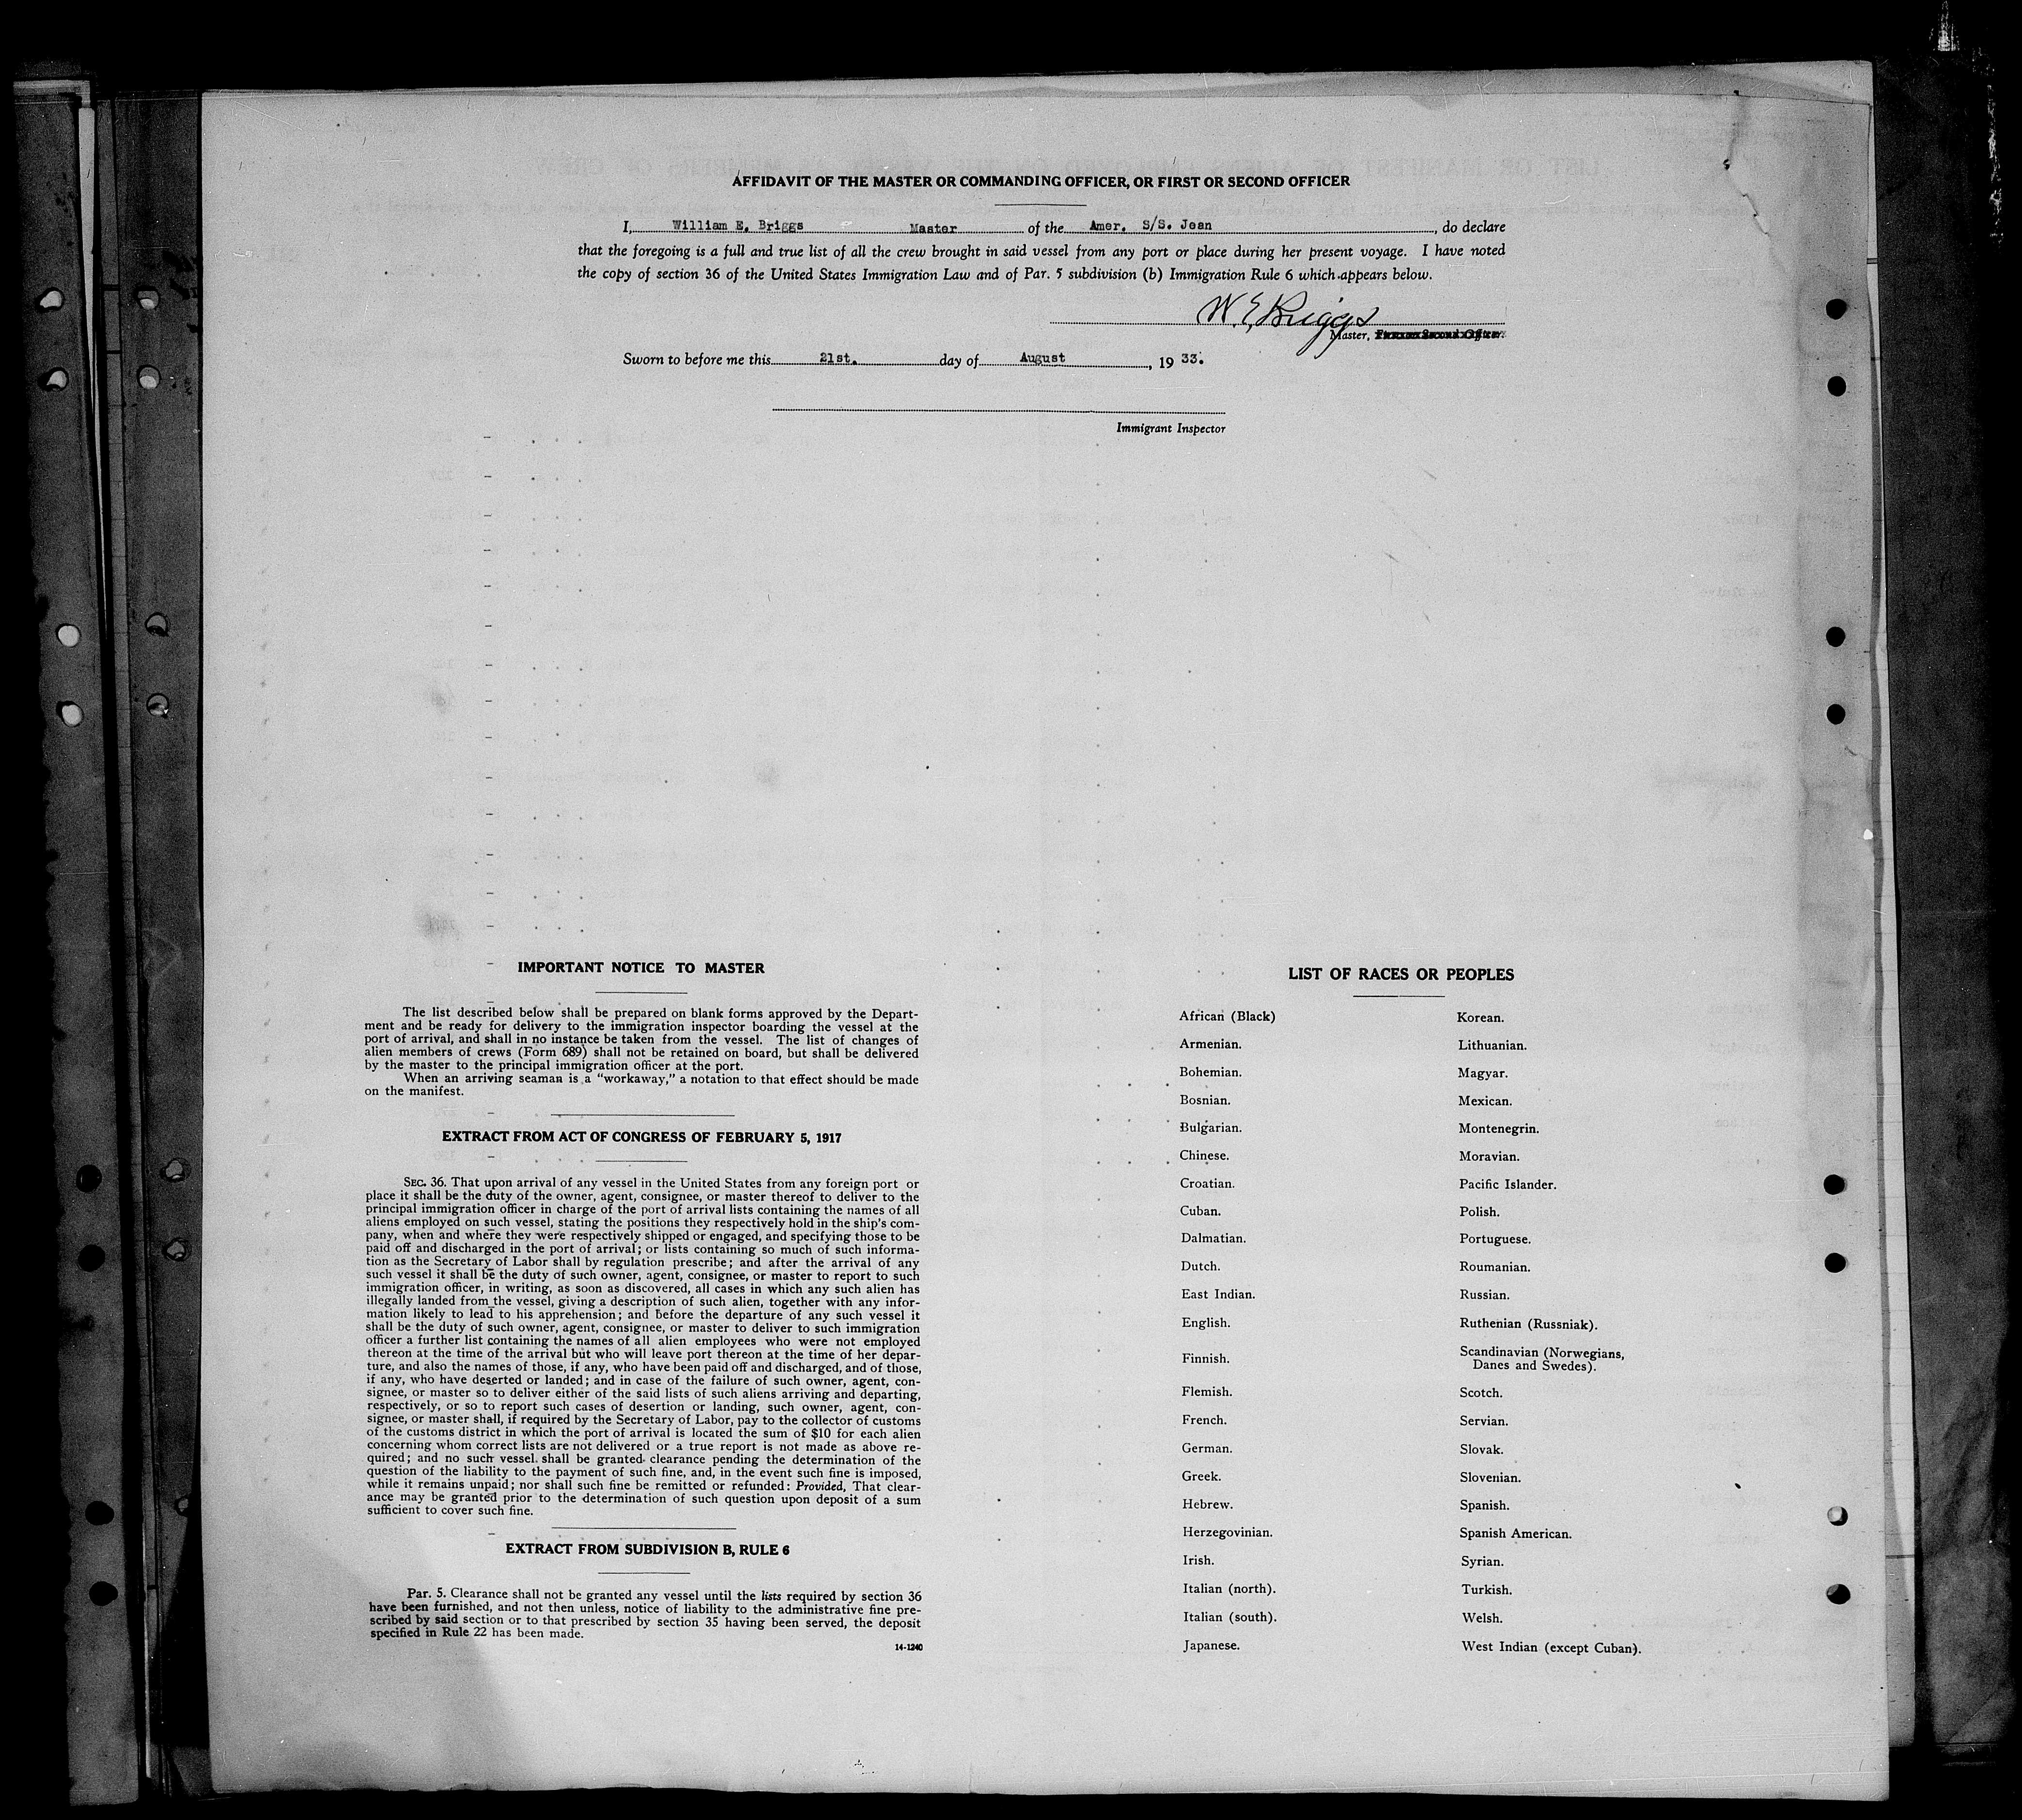 AFFIDAVIT OF THE MASTER OR COMMANDING OFFICER, OR FIRST OR SECOND OFFICER
I, William E. Briggs Master of the Amer. S/S. Jean, do declare
that the foregoing is a full and true list of all the crew brought in said vessel from any port or place during her present voyage. I have noted
the copy of section 36 of the United States Immigration Law and of Par. 5 subdivision (b) Immigration Rule 6 which appears below.
W. E. Briggs
Master,
Sworn to before me this 21st. day of August, 1933.
Immigrant Inspector
IMPORTANT NOTICE TO MASTER
The list described below shall be prepared on blank forms approved by the Depart-
ment and be ready for delivery to the immigration inspector boarding the vessel at the
port of arrival, and shall in no instance be taken from the vessel. The list of changes of
alien members of crews (Form 689) shall not be retained on board, but shall be delivered
by the master to the principal immigration officer at the port.
When an arriving seaman is a "workaway," a notation to that effect should be made
on the manifest.
EXTRACT FROM ACT OF CONGRESS OF FEBRUARY 5, 1917
SEC. 36. That upon arrival of any vessel in the United States from any foreign port or
place it shall be the duty of the owner, agent, consignee, or master thereof to deliver to the
principal immigration officer in charge of the port of arrival lists containing the names of all
aliens employed on such vessel, stating the positions they respectively hold in the ship's com-
pany, when and where they were respectively shipped or engaged, and specifying those to be
paid off and discharged in the port of arrival; or lists containing so much of such informa-
tion as the Secretary of Labor shall by regulation prescribe; and after the arrival of any
such vessel it shall be the duty of such owner, agent, consignee, or master to report to such
immigration officer, in writing, as soon as discovered, all cases in which any such alien has
illegally landed from the vessel, giving a description of such alien, together with any infor-
mation likely to lead to his apprehension; and before the departure of any such vessel it
shall be the duty of such owner, agent, consignee, or master to deliver to such immigration
officer a further list containing the names of all alien employees who were not employed
thereon at the time of the arrival but who will leave port thereon at the time of her depar-
ture, and also the names of those, if any, who have been paid off and discharged, and of those,
if any, who have deserted or landed; and in case of the failure of such owner, agent, con-
signee, or master so to deliver either of the said lists of such aliens arriving and departing,
respectively, or so to report such cases of desertion or landing, such owner, agent, con-
signee, or master shall, if required by the Secretary of Labor, pay to the collector of customs
of the customs district in which the port of arrival is located the sum of $10 for each alien
concerning whom correct lists are not delivered or a true report is not made as above re-
quired; and no such vessel shall be granted clearance pending the determination of the
question of the liability to the payment of such fine, and, in the event such fine is imposed,
while it remains unpaid; nor shall such fine be remitted or refunded: Provided, That clear-
ance may be granted prior to the determination of such question upon deposit of a sum
sufficient to cover such fine.
EXTRACT FROM SUBDIVISION B, RULE 6
Par. 5. Clearance shall not be granted any vessel until the lists required by section 36
have been furnished, and not then unless, notice of liability to the administrative fine pre-
scribed by said section or to that prescribed by section 35 having been served, the deposit
specified in Rule 22 has been made.
14-1240
LIST OF RACES OR PEOPLES
African (Black)
Armenian.
Bohemian.
Bosnian.
Bulgarian.
Chinese.
Croatian.
Cuban.
Dalmatian.
Dutch.
East Indian.
English.
Finnish.
Flemish.
French.
German.
Greek.
Hebrew.
Herzegovinian.
Irish.
Italian (north).
Italian (south).
Japanese.
Korean.
Lithuanian.
Magyar.
Mexican.
Montenegrin.
Moravian.
Pacific Islander.
Polish.
Portuguese.
Roumanian.
Russian.
Ruthenian (Russniak).
Scandinavian (Norwegians,
Danes and Swedes).
Scotch.
Servian.
Slovak.
Slovenian.
Spanish.
Spanish American.
Syrian.
Turkish.
Welsh.
West Indian (except Cuban).